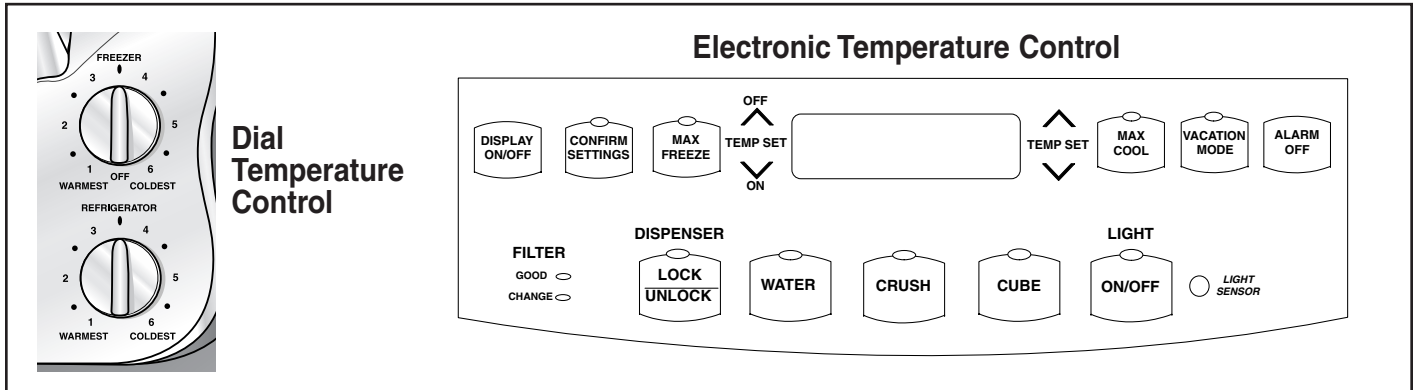 Electronic Temperature Control
Dial
Temperature
Control
FREEZER
3 4
2 5
1 OFF 6
WARMEST COLDEST
REFRIGERATOR
3 4
2 5
1 6
WARMEST COLDEST
DISPLAY
ON/OFF
CONFIRM
SETTINGS
MAX
FREEZE
OFF
TEMP SET
ON
TEMP SET
MAX
COOL
VACATION
MODE
ALARM
OFF
FILTER
GOOD
CHANGE
DISPENSER
LOCK
UNLOCK
WATER
CRUSH
CUBE
LIGHT
ON/OFF
LIGHT
SENSOR